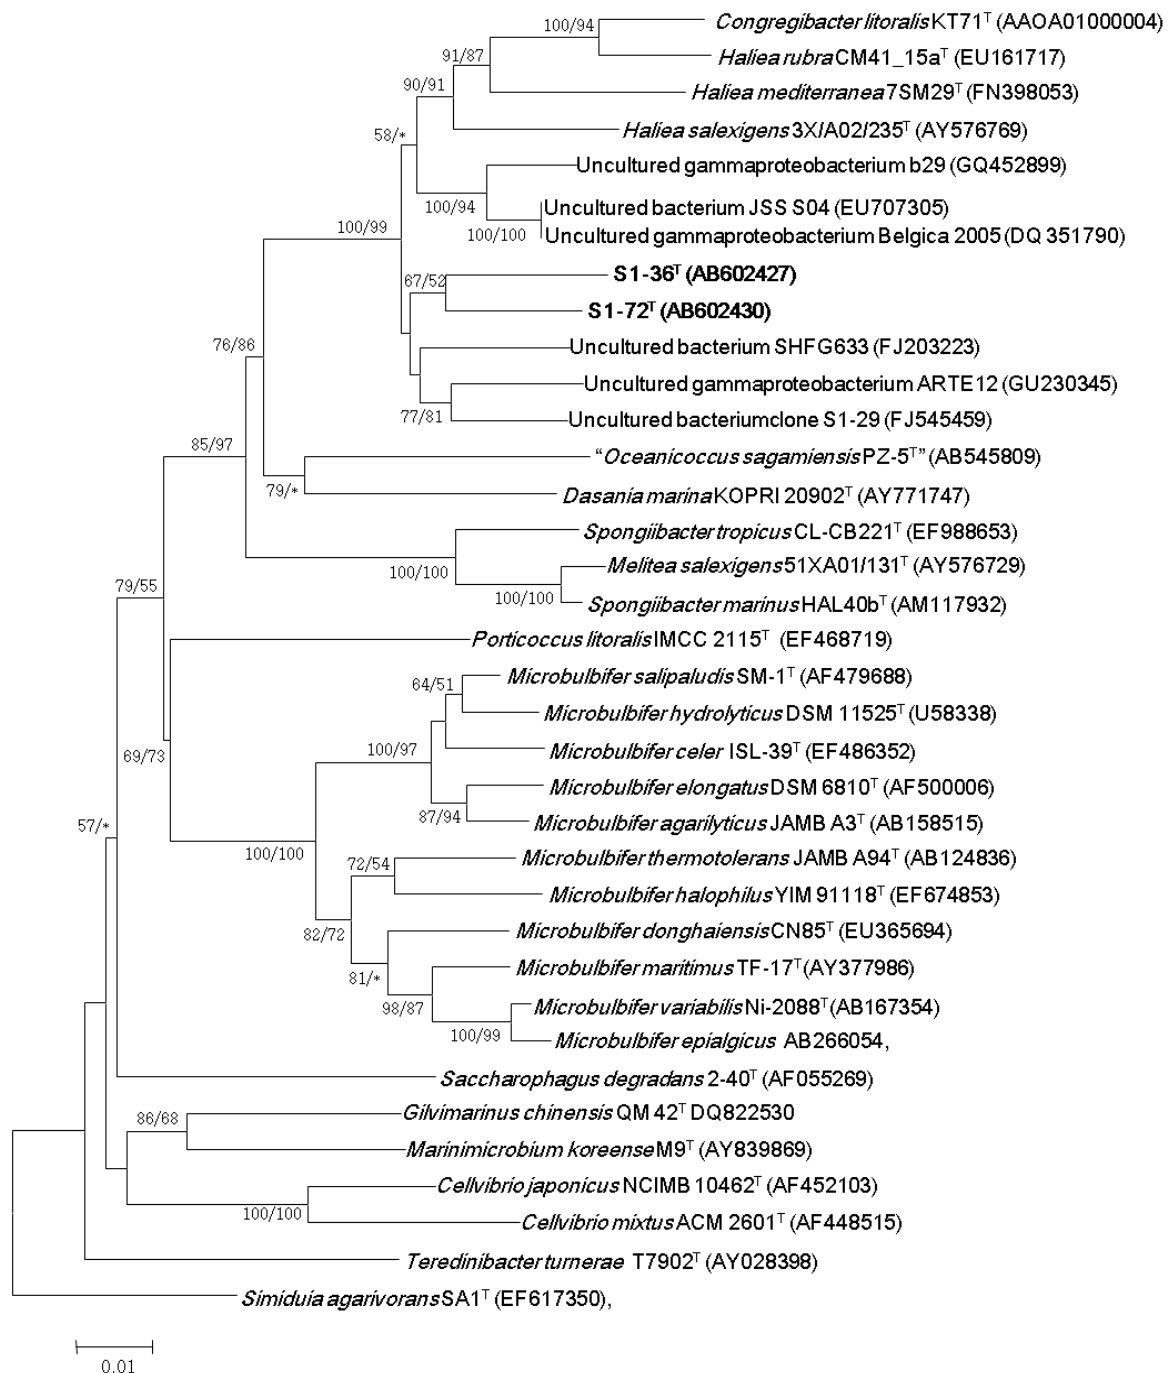 100/94
Congregibacter litoralis KT71ᵀ (AAOA01000004)
91/87
Haliea rubra CM41_15aᵀ (EU161717)
90/91
Haliea mediterranea 7SM29ᵀ (FN398053)
58/*
Haliea salexigens 3X/A02/235ᵀ (AY576769)
Uncultured gammaproteobacterium b29 (GQ452899)
100/94
Uncultured bacterium JSS S04 (EU707305)
100/99
100/100
Uncultured gammaproteobacterium Belgica 2005 (DQ 351790)
67/52
S1-36ᵀ (AB602427)
S1-72ᵀ (AB602430)
76/86
Uncultured bacterium SHFG633 (FJ203223)
Uncultured gammaproteobacterium ARTE12 (GU230345)
77/81
Uncultured bacteriumclone S1-29 (FJ545459)
85/97
“Oceanicoccus sagamiensis PZ-5ᵀ” (AB545809)
79/*
Dasania marina KOPRI 20902ᵀ (AY771747)
Spongiibacter tropicus CL-CB221ᵀ (EF988653)
100/100
Melitea salexigens 51XA01/131ᵀ (AY576729)
79/55
100/100
Spongiibacter marinus HAL40bᵀ (AM117932)
Porticoccus litoralis IMCC 2115ᵀ (EF468719)
64/51
Microbulbifer salipaludis SM-1ᵀ (AF479688)
Microbulbifer hydrolyticus DSM 11525ᵀ (U58338)
69/73
100/97
Microbulbifer celer ISL-39ᵀ (EF486352)
Microbulbifer elongatus DSM 6810ᵀ (AF500006)
57/*
87/94
Microbulbifer agarilyticus JAMB A3ᵀ (AB158515)
100/100
72/54
Microbulbifer thermotolerans JAMB A94ᵀ (AB124836)
Microbulbifer halophilus YIM 91118ᵀ (EF674853)
82/72
Microbulbifer donghaiensis CN85ᵀ (EU365694)
81/*
Microbulbifer maritimus TF-17ᵀ (AY377986)
98/87
Microbulbifer variabilis Ni-2088ᵀ (AB167354)
100/99
Microbulbifer epialgicus AB266054,
Saccharophagus degradans 2-40ᵀ (AF055269)
86/68
Gilvimarinus chinensis QM 42ᵀ DQ822530
Marinimicrobium koreense M9ᵀ (AY839869)
Cellvibrio japonicus NCIMB 10462ᵀ (AF452103)
100/100
Cellvibrio mixtus ACM 2601ᵀ (AF448515)
Teredinibacter turnerae T7902ᵀ (AY028398)
Simiduia agarivorans SA1ᵀ (EF617350),
0.01